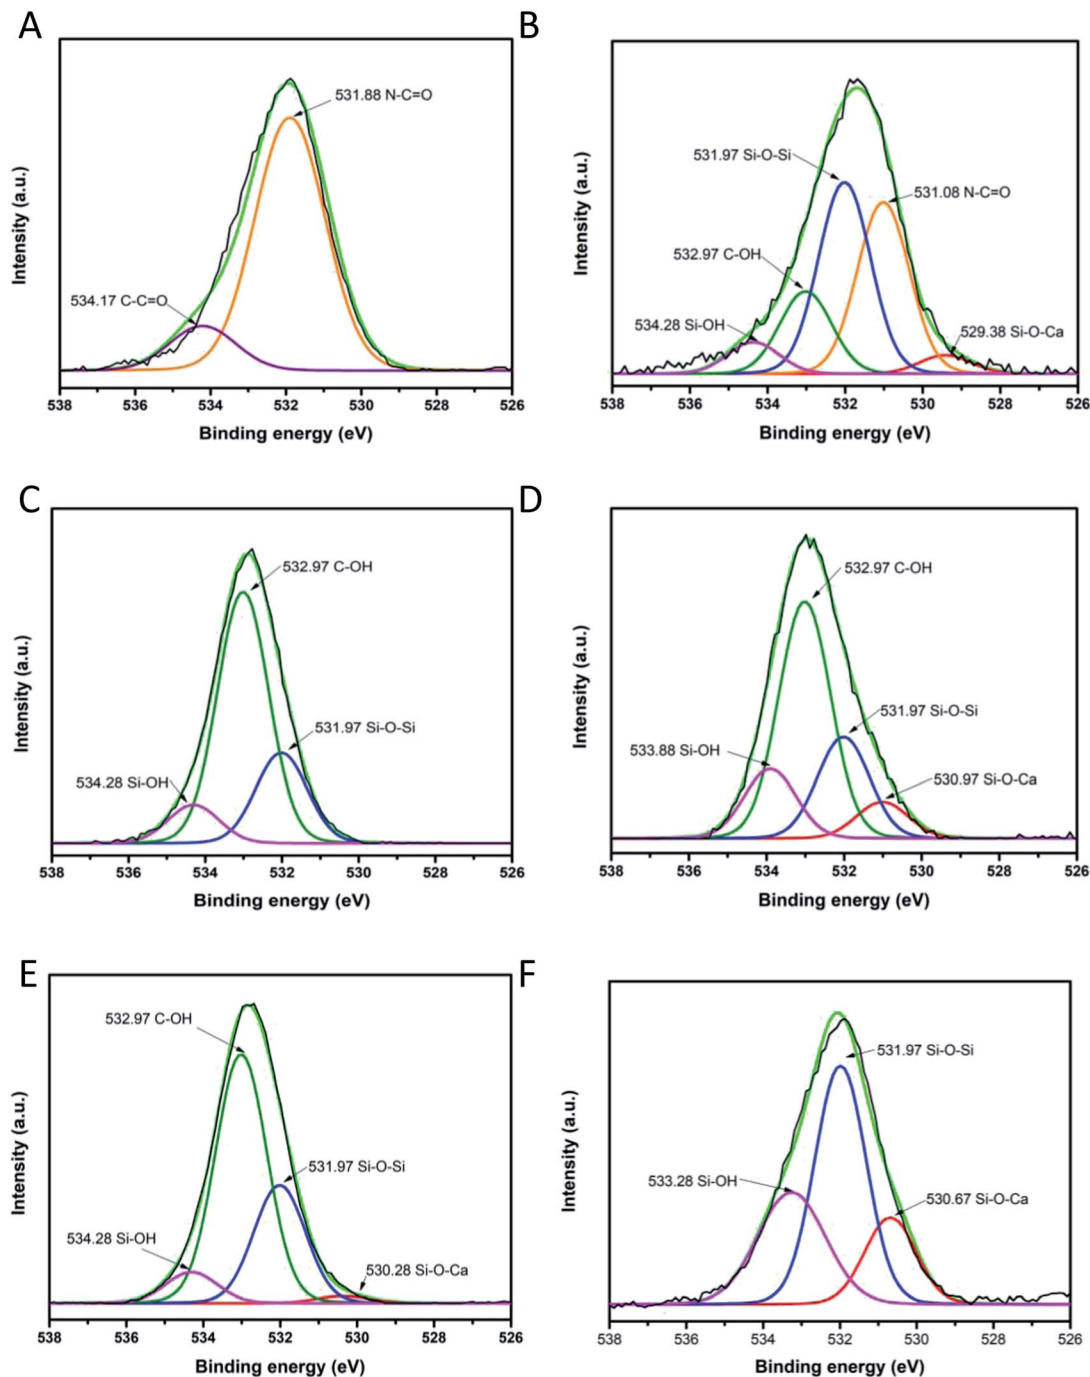 A
B
531.88 N-C=O
534.17 C-C=O
Intensity (a.u.)
538 536 534 532 530 528 526
Binding energy (eV)
531.97 Si-O-Si
531.08 N-C=O
532.97 C-OH
534.28 Si-OH
529.38 Si-O-Ca
Intensity (a.u.)
538 536 534 532 530 528 526
Binding energy (eV)
C
D
532.97 C-OH
531.97 Si-O-Si
534.28 Si-OH
Intensity (a.u.)
538 536 534 532 530 528 526
Binding energy (eV)
532.97 C-OH
531.97 Si-O-Si
533.88 Si-OH
530.97 Si-O-Ca
Intensity (a.u.)
538 536 534 532 530 528 526
Binding energy (eV)
E
F
532.97 C-OH
531.97 Si-O-Si
534.28 Si-OH
530.28 Si-O-Ca
Intensity (a.u.)
538 536 534 532 530 528 526
Binding energy (eV)
531.97 Si-O-Si
533.28 Si-OH
530.67 Si-O-Ca
Intensity (a.u.)
538 536 534 532 530 528 526
Binding energy (eV)